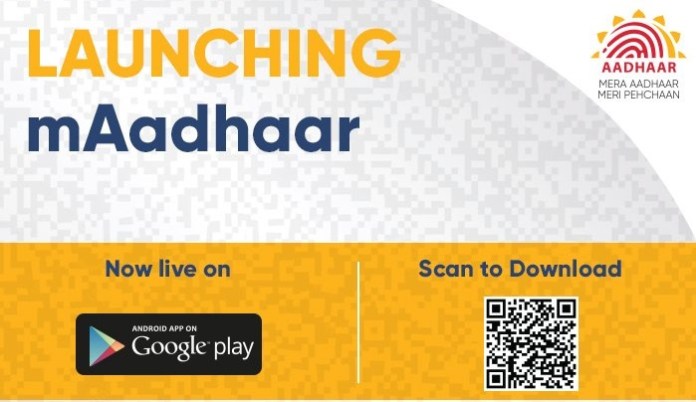 LAUNCHING
mAadhaar
AADHAAR
MERA AADHAAR
MERI PEHCHAAN
Now live on
ANDROID APP ON
Google play
Scan to Download